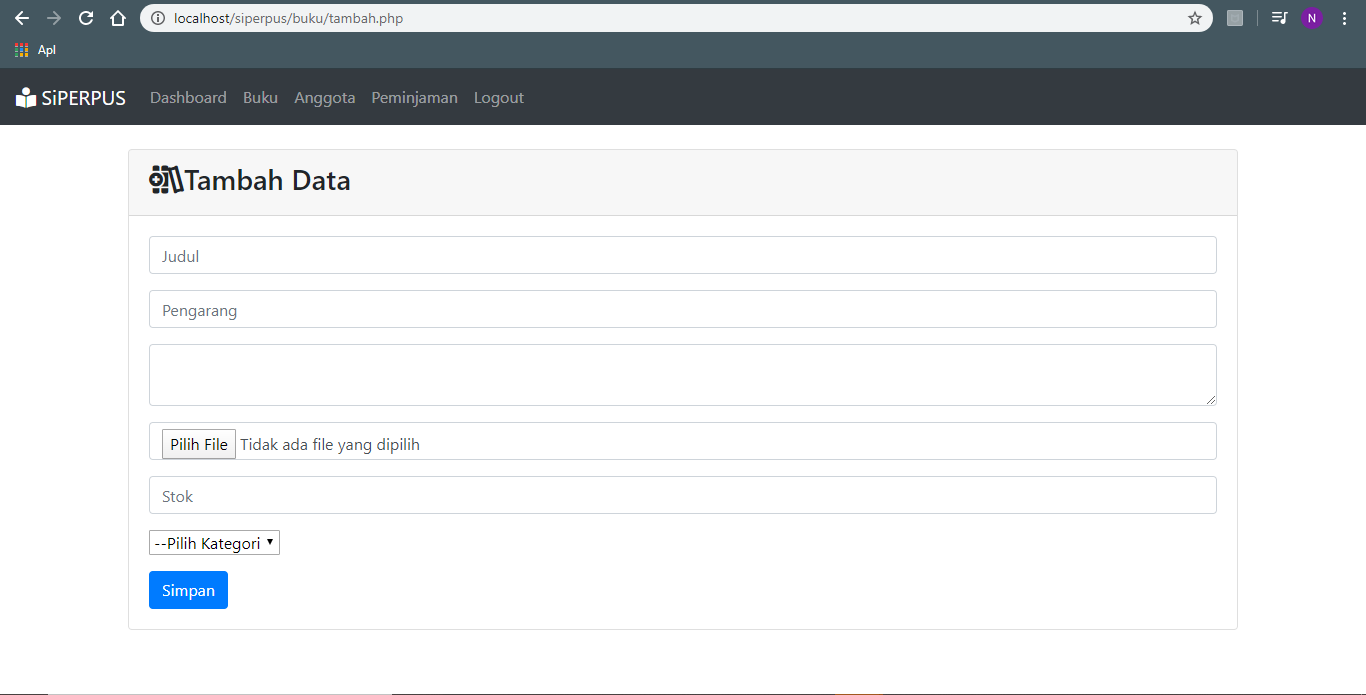 localhost/siperpus/buku/tambah.php
N
Apl
SiPERPUS Dashboard Buku Anggota Peminjaman Logout
Tambah Data
Judul
Pengarang
Pilih File Tidak ada file yang dipilih
Stok
--Pilih Kategori
Simpan